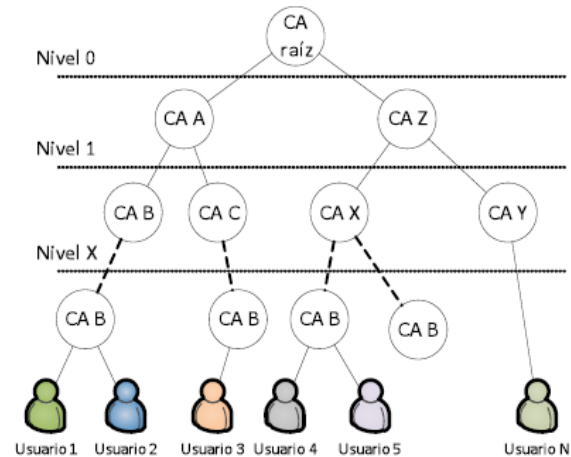 CA
raíz
Nivel 0
CA A
CA Z
Nivel 1
CA B
CA C
CA X
CA Y
Nivel X
CA B
CA B
CA B
CA B
Usuario 1
Usuario 2
Usuario 3
Usuario 4
Usuario 5
Usuario N